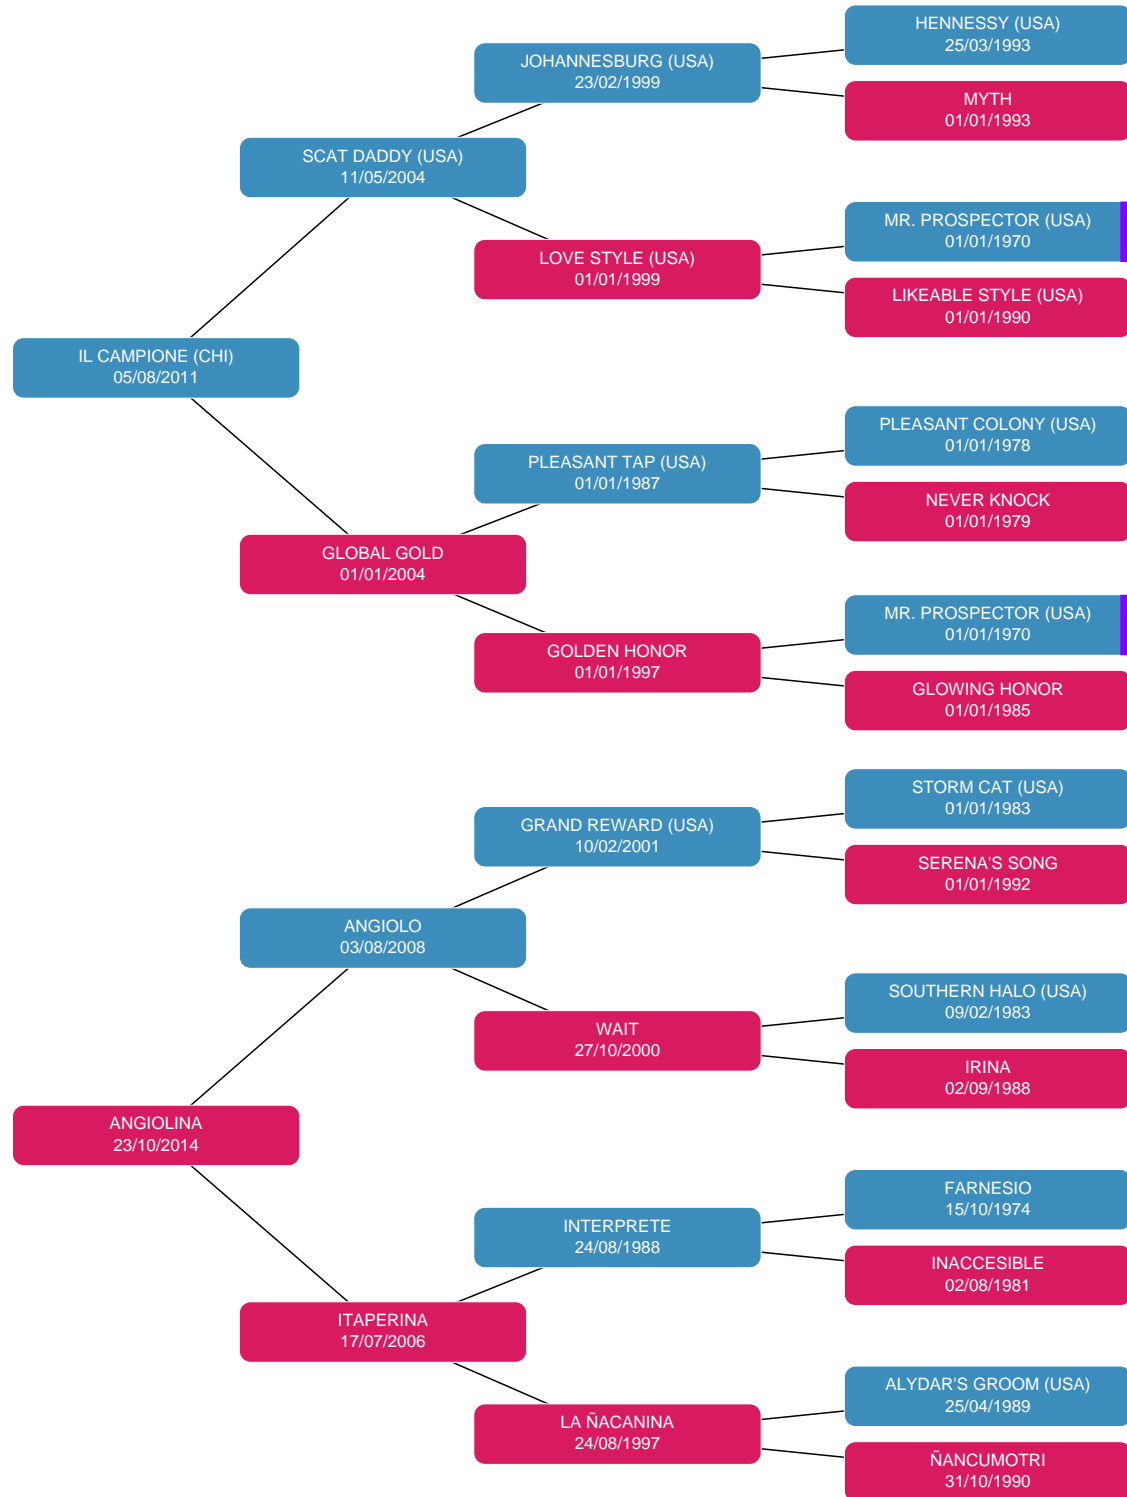 HENNESSY (USA)
25/03/1993
JOHANNESBURG (USA)
23/02/1999
MYTH
01/01/1993
SCAT DADDY (USA)
11/05/2004
MR. PROSPECTOR (USA)
01/01/1970
LOVE STYLE (USA)
01/01/1999
LIKEABLE STYLE (USA)
01/01/1990
IL CAMPIONE (CHI)
05/08/2011
PLEASANT COLONY (USA)
01/01/1978
PLEASANT TAP (USA)
01/01/1987
NEVER KNOCK
01/01/1979
GLOBAL GOLD
01/01/2004
MR. PROSPECTOR (USA)
01/01/1970
GOLDEN HONOR
01/01/1997
GLOWING HONOR
01/01/1985
STORM CAT (USA)
01/01/1983
GRAND REWARD (USA)
10/02/2001
SERENA'S SONG
01/01/1992
ANGIOLO
03/08/2008
SOUTHERN HALO (USA)
09/02/1983
WAIT
27/10/2000
IRINA
02/09/1988
ANGIOLINA
23/10/2014
FARNESIO
15/10/1974
INTERPRETE
24/08/1988
INACCESIBLE
02/08/1981
ITAPERINA
17/07/2006
ALYDAR'S GROOM (USA)
25/04/1989
LA ÑACANINA
24/08/1997
ÑANCUMOTRI
31/10/1990